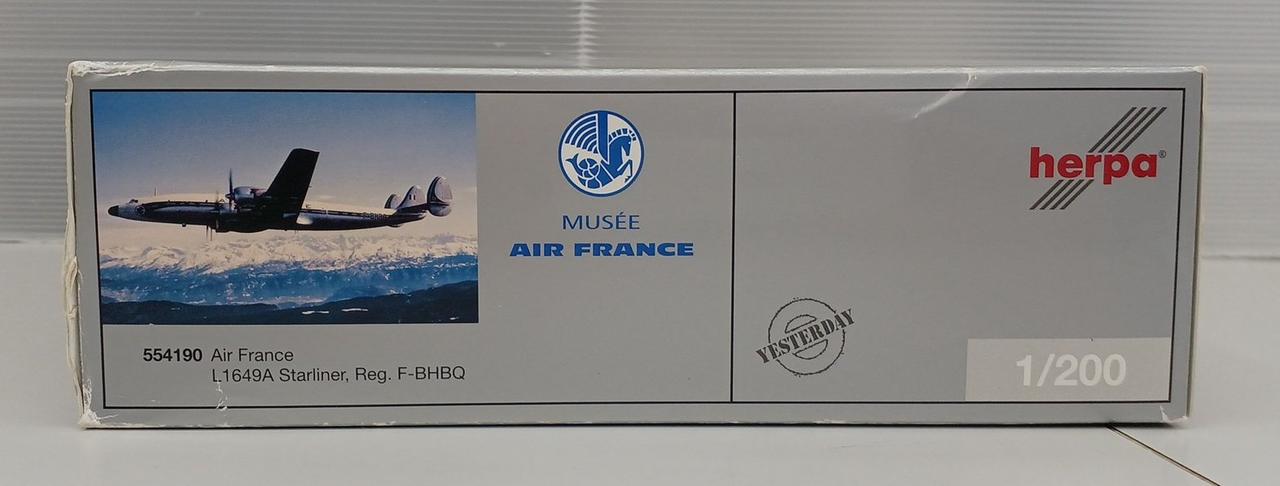 MUSÉE
AIR FRANCE
554190 Air France
L1649A Starliner, Reg. F-BHBQ
herpa®
YESTERDAY
1/200